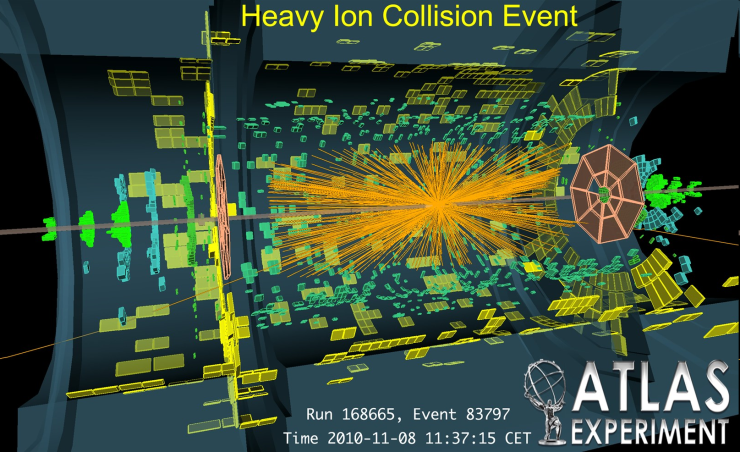 Heavy Ion Collision Event
Run 168665, Event 83797
Time 2010-11-08 11:37:15 CET
ATLAS
EXPERIMENT